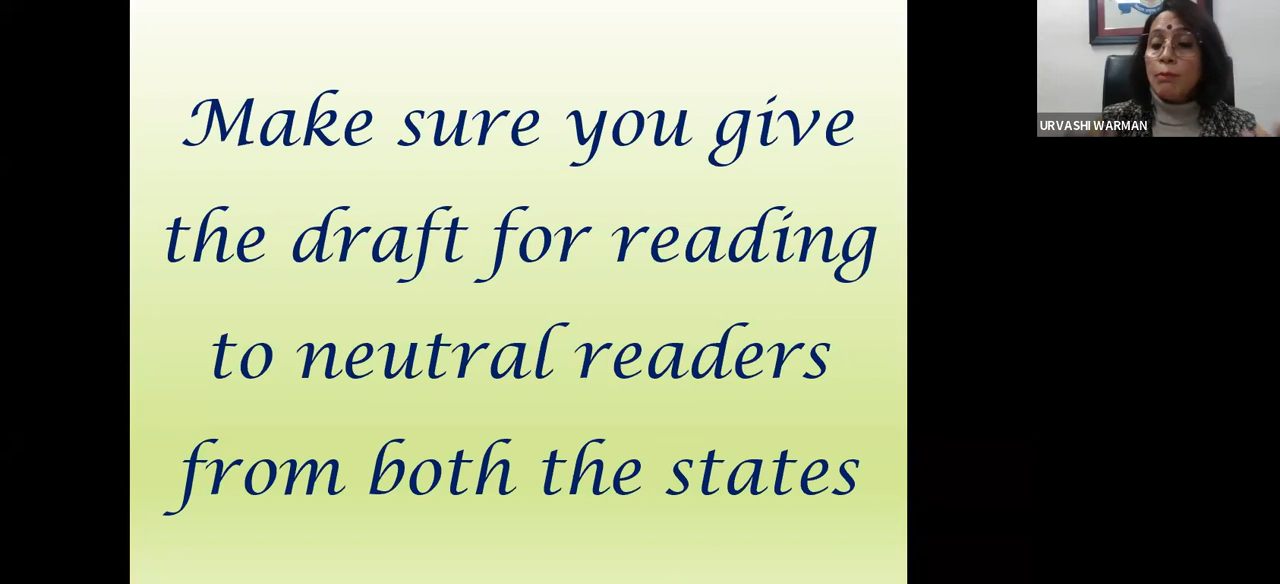 Make sure you give
the draft for reading
to neutral readers
from both the states
URVASHI WARMAN